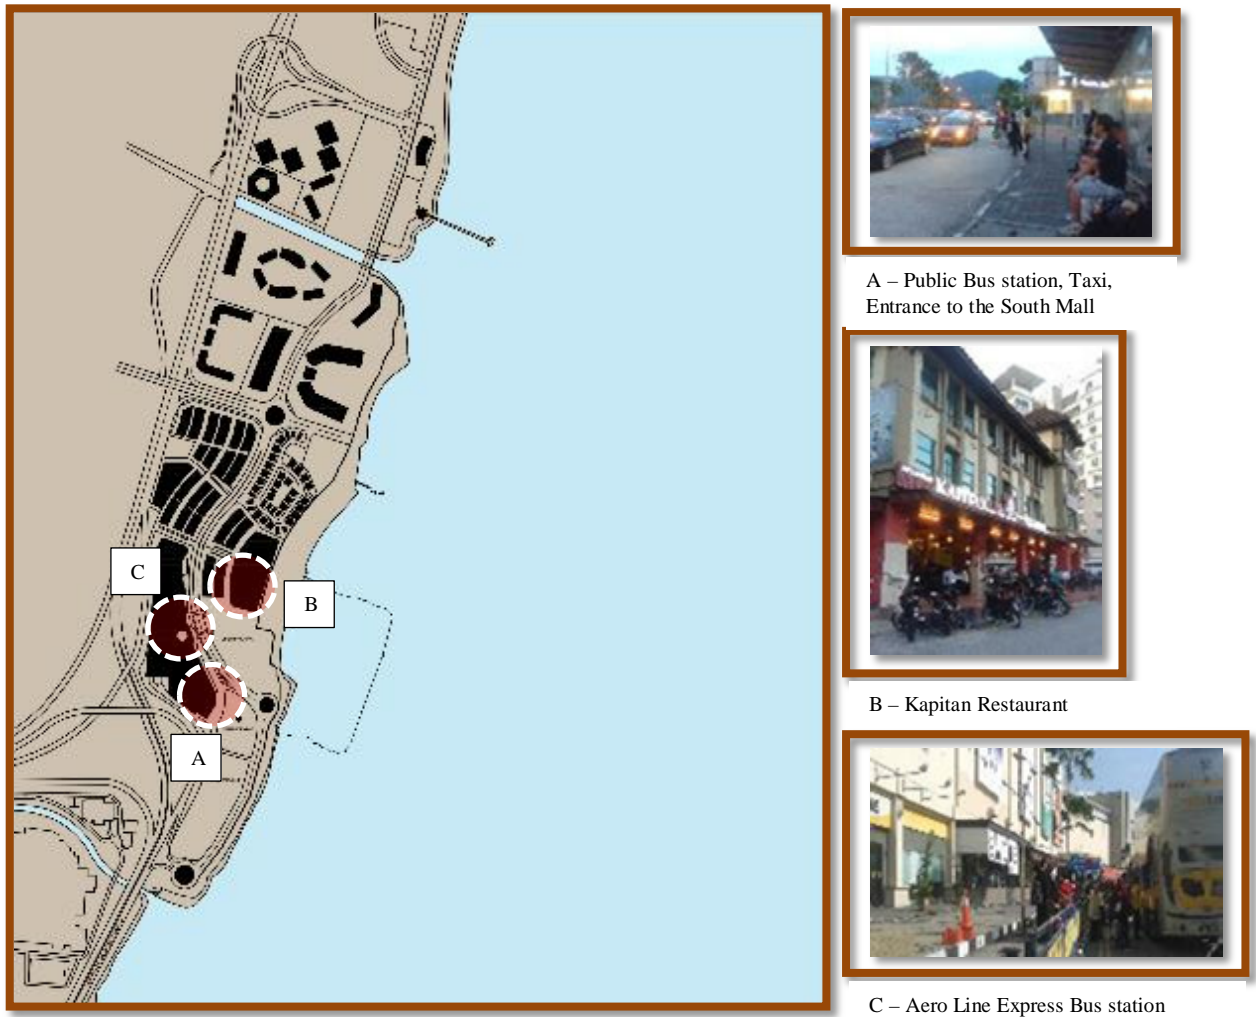 A – Public Bus station, Taxi,
Entrance to the South Mall
C
B
B – Kapitan Restaurant
A
C – Aero Line Express Bus station